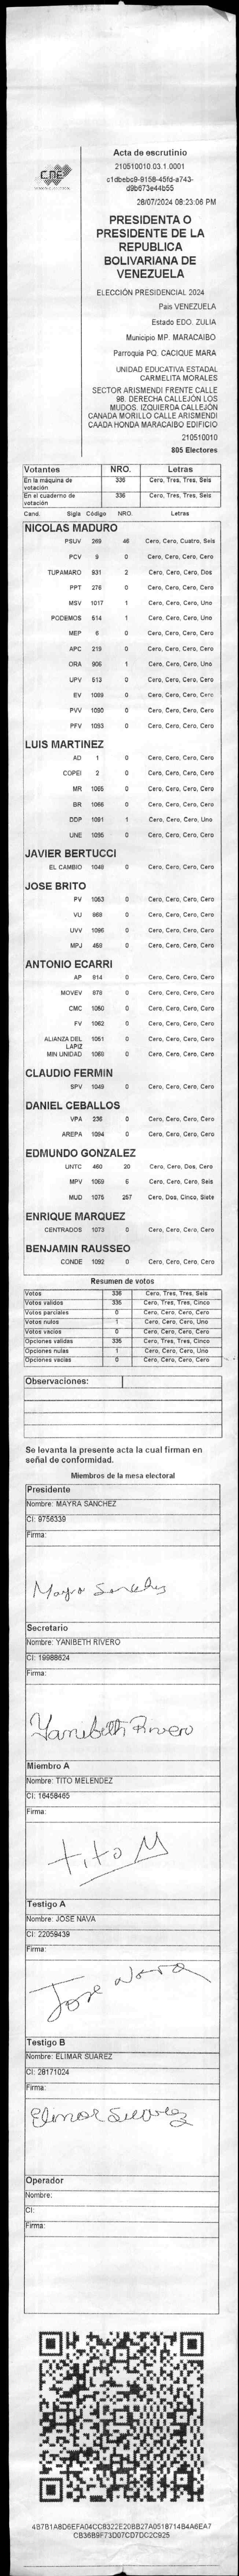 CNE
Acta de escrutinio
210510010.03.1.0001
c1dbebc9-9158-45fd-a743-
d9b673e44b55
28/07/2024 08:23:06 PM
PRESIDENTA O
PRESIDENTE DE LA
REPUBLICA
BOLIVARIANA DE
VENEZUELA
ELECCIÓN PRESIDENCIAL 2024
Pais VENEZUELA
Estado EDO. ZULIA
Municipio MP. MARACAIBO
Parroquia PQ. CACIQUE MARA
UNIDAD EDUCATIVA ESTADAL
CARMELITA MORALES
SECTOR ARISMENDI FRENTE CALLE
98. DERECHA CALLEJÓN LOS
MUDOS. IZQUIERDA CALLEJÓN
CANADA MORILLO CALLE ARISMENDI
CAADA HONDA MARACAIBO EDIFICIO
210510010
805 Electores
Votantes NRO. Letras
En la máquina de votación 336 Cero, Tres, Tres, Seis
En el cuaderno de votación 336 Cero, Tres, Tres, Seis
Cand. Sigla Código NRO. Letras
NICOLAS MADURO
PSUV 269 46 Cero, Cero, Cuatro, Seis
PCV 9 0 Cero, Cero, Cero, Cero
TUPAMARO 931 2 Cero, Cero, Cero, Dos
PPT 276 0 Cero, Cero, Cero, Cero
MSV 1017 1 Cero, Cero, Cero, Uno
PODEMOS 514 1 Cero, Cero, Cero, Uno
MEP 6 0 Cero, Cero, Cero, Cero
APC 219 0 Cero, Cero, Cero, Cero
ORA 906 1 Cero, Cero, Cero, Uno
UPV 513 0 Cero, Cero, Cero, Cero
EV 1089 0 Cero, Cero, Cero, Cero
PVV 1090 0 Cero, Cero, Cero, Cero
PFV 1093 0 Cero, Cero, Cero, Cero
LUIS MARTINEZ
AD 1 0 Cero, Cero, Cero, Cero
COPEI 2 0 Cero, Cero, Cero, Cero
MR 1065 0 Cero, Cero, Cero, Cero
BR 1066 0 Cero, Cero, Cero, Cero
DDP 1091 1 Cero, Cero, Cero, Uno
UNE 1095 0 Cero, Cero, Cero, Cero
JAVIER BERTUCCI
EL CAMBIO 1048 0 Cero, Cero, Cero, Cero
JOSE BRITO
PV 1063 0 Cero, Cero, Cero, Cero
VU 969 0 Cero, Cero, Cero, Cero
UVV 1096 0 Cero, Cero, Cero, Cero
MPJ 459 0 Cero, Cero, Cero, Cero
ANTONIO ECARRI
AP 914 0 Cero, Cero, Cero, Cero
MOVEV 878 0 Cero, Cero, Cero, Cero
CMC 1050 0 Cero, Cero, Cero, Cero
FV 1062 0 Cero, Cero, Cero, Cero
ALIANZA DEL LAPIZ 1051 0 Cero, Cero, Cero, Cero
MIN UNIDAD 1068 0 Cero, Cero, Cero, Cero
CLAUDIO FERMIN
SPV 1049 0 Cero, Cero, Cero, Cero
DANIEL CEBALLOS
VPA 236 0 Cero, Cero, Cero, Cero
AREPA 1094 0 Cero, Cero, Cero, Cero
EDMUNDO GONZALEZ
UNTC 460 20 Cero, Cero, Dos, Cero
MPV 1069 6 Cero, Cero, Cero, Seis
MUD 1075 257 Cero, Dos, Cinco, Siete
ENRIQUE MARQUEZ
CENTRADOS 1073 0 Cero, Cero, Cero, Cero
BENJAMIN RAUSSEO
CONDE 1092 0 Cero, Cero, Cero, Cero
Resumen de votos
Votos 336 Cero, Tres, Tres, Seis
Votos validos 335 Cero, Tres, Tres, Cinco
Votos parciales 0 Cero, Cero, Cero, Cero
Votos nulos 1 Cero, Cero, Cero, Uno
Votos vacios 0 Cero, Cero, Cero, Cero
Opciones validas 335 Cero, Tres, Tres, Cinco
Opciones nulas 1 Cero, Cero, Cero, Uno
Opciones vacias 0 Cero, Cero, Cero, Cero
Observaciones:
Se levanta la presente acta la cual firman en
señal de conformidad.
Miembros de la mesa electoral
Presidente
Nombre: MAYRA SANCHEZ
CI: 9756339
Firma:
Mayra Sanchez
Secretario
Nombre: YANIBETH RIVERO
CI: 19988624
Firma:
Yanibeth Rivero
Miembro A
Nombre: TITO MELENDEZ
CI: 16458465
Firma:
tito M
Testigo A
Nombre: JOSE NAVA
CI: 22059439
Firma:
Jose Nava
Testigo B
Nombre: ELIMAR SUAREZ
CI: 28171024
Firma:
Elimar Suarez
Operador
Nombre:
CI:
Firma:
4B7B1A8D6EFA04CC8322E20BB27A0518714B4A6EA7
CB36B9F73D07CD7DC2C925